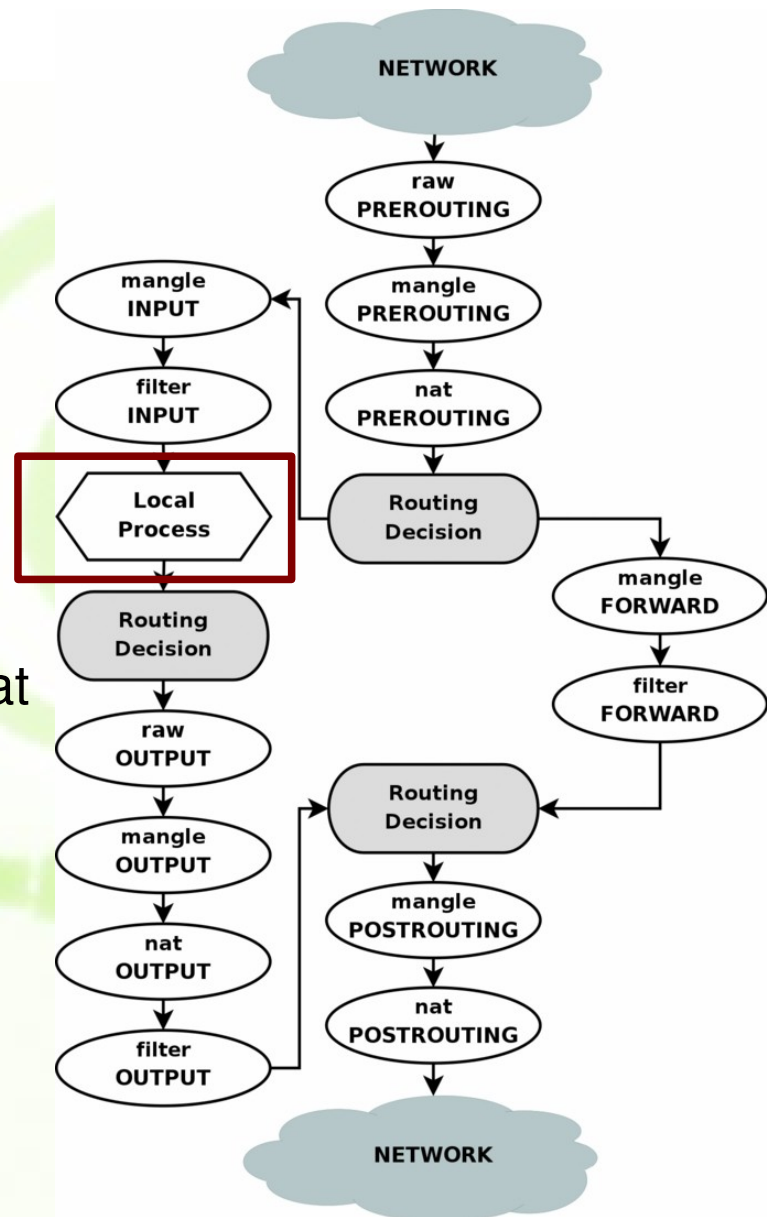 NETWORK
raw
PREROUTING
mangle
PREROUTING
nat
PREROUTING
Routing
Decision
mangle
INPUT
filter
INPUT
Local
Process
Routing
Decision
at
raw
OUTPUT
mangle
OUTPUT
nat
OUTPUT
filter
OUTPUT
mangle
FORWARD
filter
FORWARD
Routing
Decision
mangle
POSTROUTING
nat
POSTROUTING
NETWORK